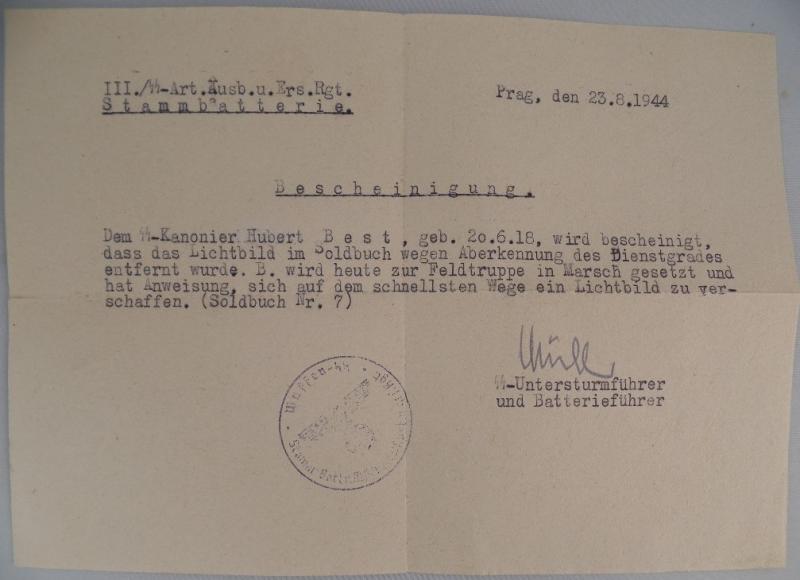 III./ᛋᛋ-Art.Ausb.u.Ers.Rgt.
Stammbatterie.
Prag, den 23.8.1944
Bescheinigung.
Dem ᛋᛋ-Kanonier Hubert Best, geb. 2o.6.18, wird bescheinigt,
dass das Lichtbild im Soldbuch wegen Aberkennung des Dienstgrades
entfernt wurde. B. wird heute zur Feldtruppe in Marsch gesetzt und
hat Anweisung, sich auf dem schnellsten Wege ein Lichtbild zu ver-
schaffen. (Soldbuch Nr. 7)
ᛋᛋ-Untersturmführer
und Batterieführer
Waffen-ᛋᛋ